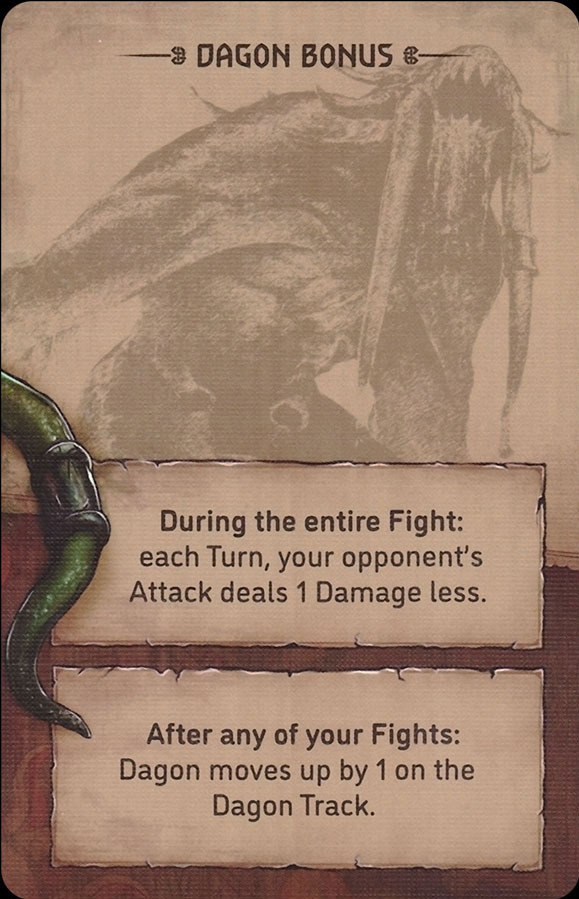 DAGON BONUS
During the entire Fight:
each Turn, your opponent's
Attack deals 1 Damage less.
After any of your Fights:
Dagon moves up by 1 on the
Dagon Track.